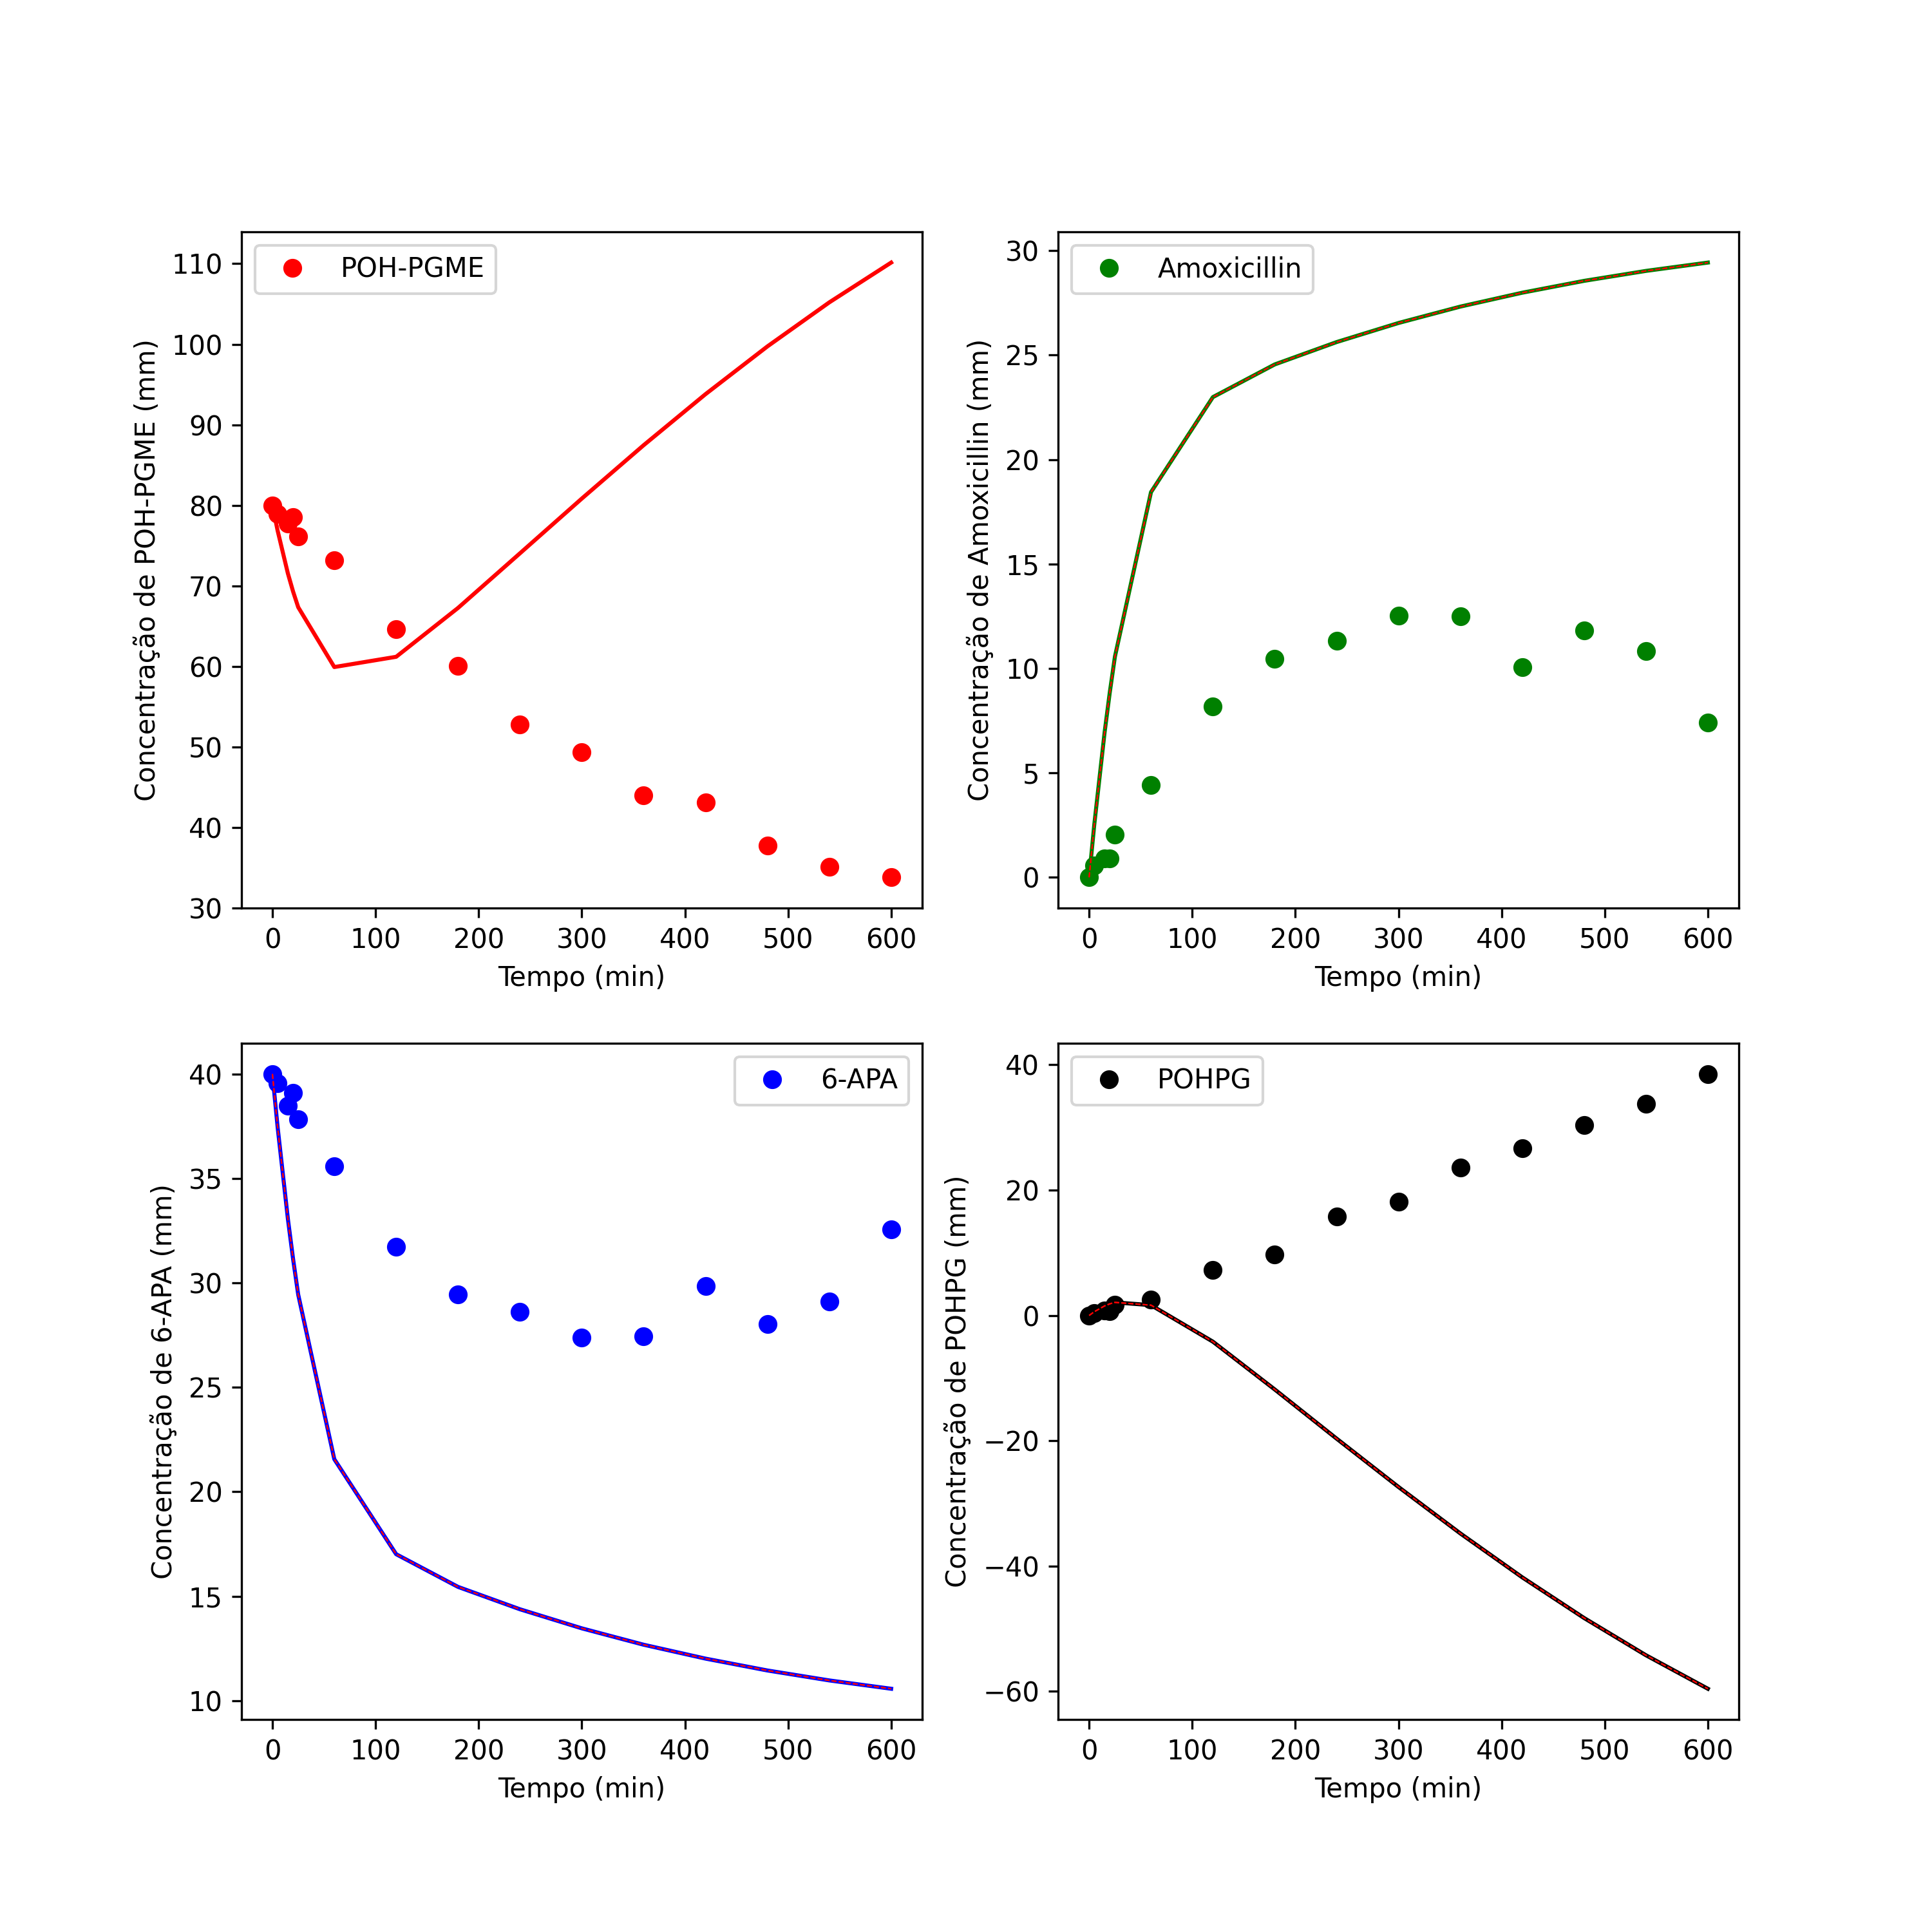 POH-PGME
Concentração de POH-PGME (mm)
110
100
90
80
70
60
50
40
30
0 100 200 300 400 500 600
Tempo (min)
Amoxicillin
Concentração de Amoxicillin (mm)
30
25
20
15
10
5
0
0 100 200 300 400 500 600
Tempo (min)
6-APA
Concentração de 6-APA (mm)
40
35
30
25
20
15
10
0 100 200 300 400 500 600
Tempo (min)
POHPG
Concentração de POHPG (mm)
40
20
0
−20
−40
−60
0 100 200 300 400 500 600
Tempo (min)